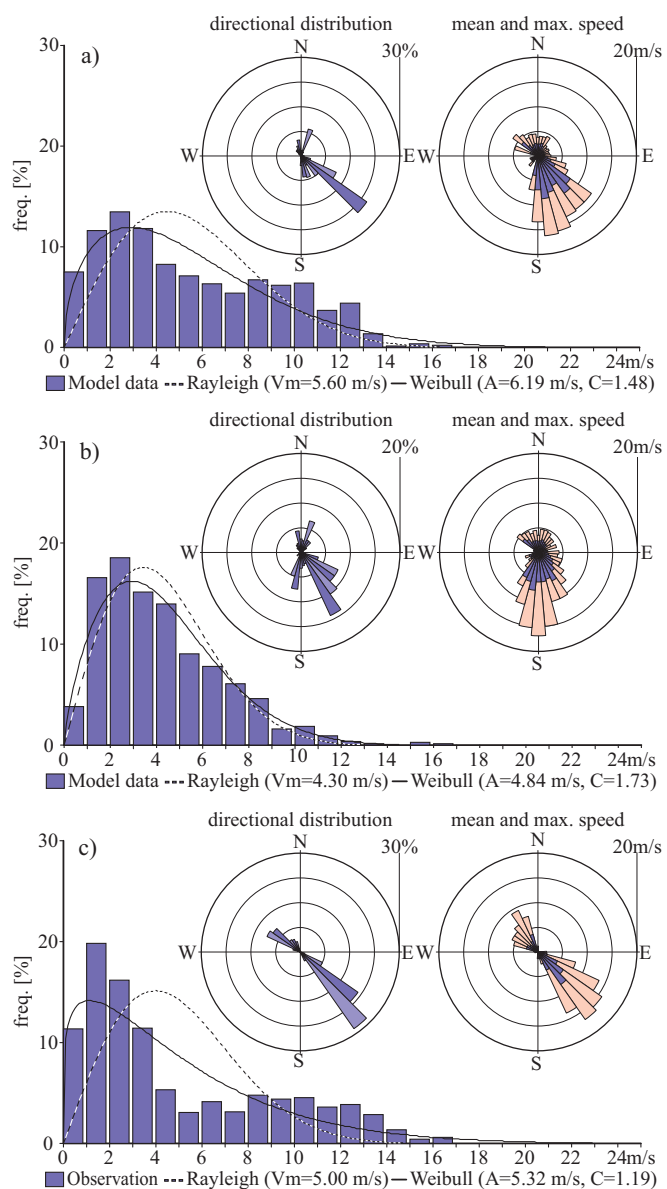 directional distribution mean and max. speed
30 N 30% N 20m/s
a)
20
W E W E
freq. [%]
10
S S
0
0 2 4 6 8 10 12 14 16 18 20 22 24m/s
Model data Rayleigh (Vm=5.60 m/s) Weibull (A=6.19 m/s, C=1.48)
directional distribution mean and max. speed
30 N 20% N 20m/s
b)
20
W E W E
freq. [%]
10
S S
0
0 2 4 6 8 10 12 14 16 18 20 22 24m/s
Model data Rayleigh (Vm=4.30 m/s) Weibull (A=4.84 m/s, C=1.73)
directional distribution mean and max. speed
30 N 30% N 20m/s
c)
20
W E W E
freq. [%]
10
S S
0
0 2 4 6 8 10 12 14 16 18 20 22 24m/s
Observation Rayleigh (Vm=5.00 m/s) Weibull (A=5.32 m/s, C=1.19)